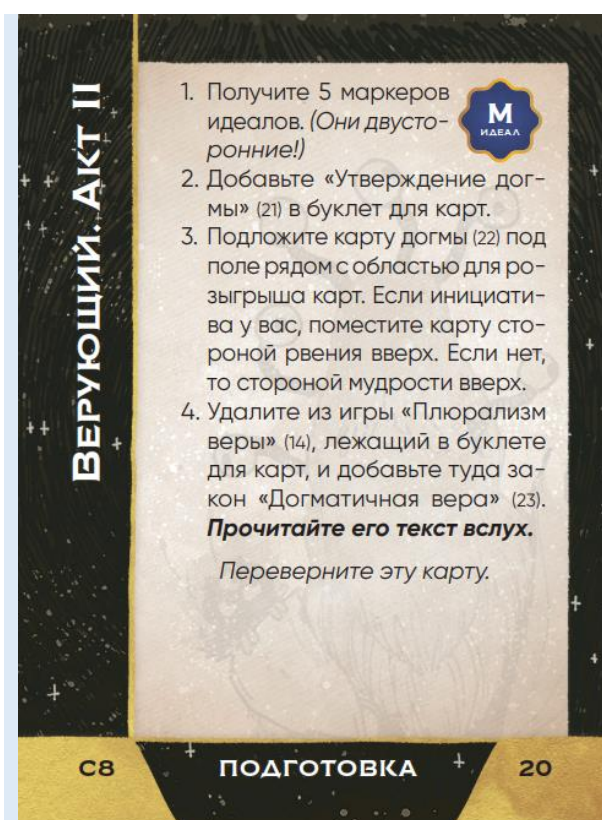 Верующий. Акт II
1. Получите 5 маркеров
идеалов. (Они двусто-
ронние!)
М
ИДЕАЛ
2. Добавьте «Утверждение дог-
мы» (21) в буклет для карт.
3. Подложите карту догмы (22) под
поле рядом с областью для ро-
зыгрыша карт. Если инициати-
ва у вас, поместите карту сто-
роной рвения вверх. Если нет,
то стороной мудрости вверх.
4. Удалите из игры «Плюрализм
веры» (14), лежащий в буклете
для карт, и добавьте туда за-
кон «Догматичная вера» (23).
Прочитайте его текст вслух.
Переверните эту карту.
С8
ПОДГОТОВКА
20